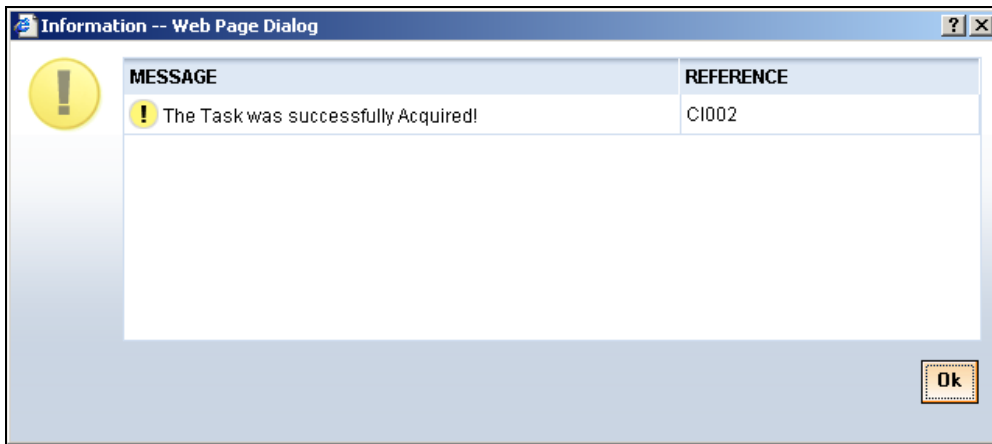 Information -- Web Page Dialog
MESSAGE REFERENCE
The Task was successfully Acquired! CI002
Ok